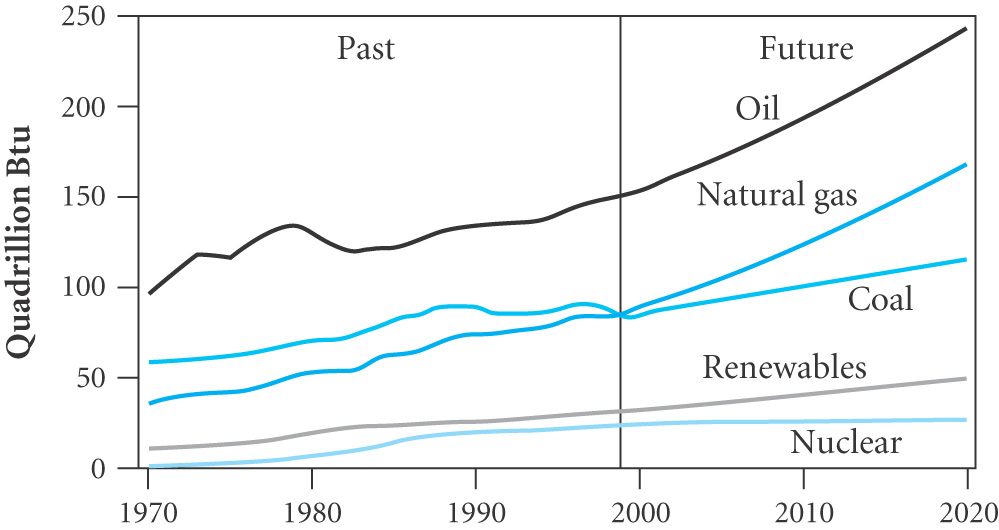 250
200
150
100
50
0
Quadrillion Btu
Past
Future
Oil
Natural gas
Coal
Renewables
Nuclear
1970 1980 1990 2000 2010 2020